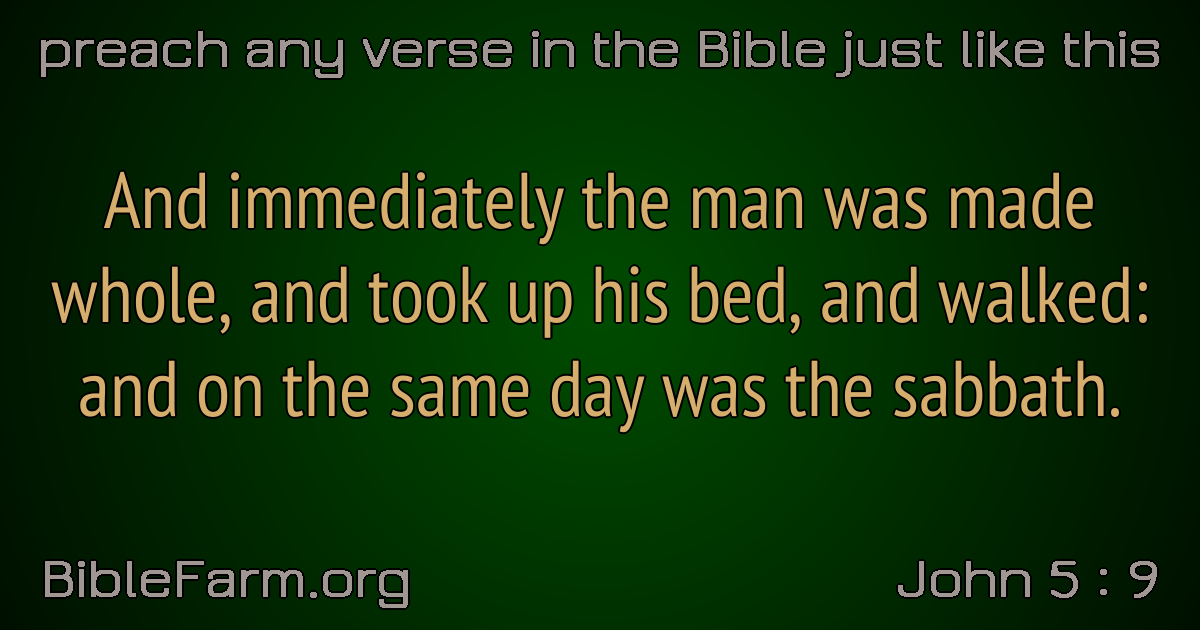 preach any verse in the Bible just like this
And immediately the man was made
whole, and took up his bed, and walked:
and on the same day was the sabbath.
BibleFarm.org
John 5 : 9